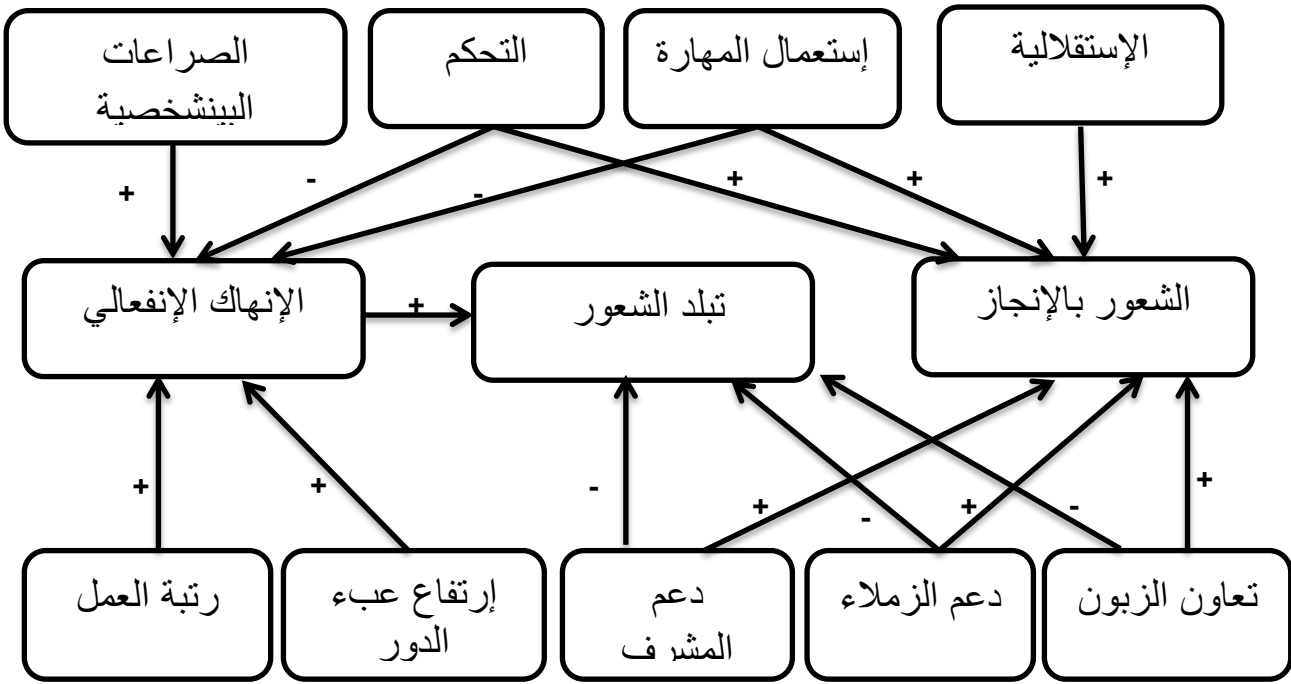 الإستقلالية
إستعمال المهارة
التحكم
الصراعات
البينشخصية
+
+
+
-
-
+
الشعور بالإنجاز
تبلد الشعور
الإنهاك الإنفعالي
+
+
-
+
-
+
-
+
+
تعاون الزبون
دعم الزملاء
دعم
المشرف
إرتفاع عبء
الدور
رتبة العمل